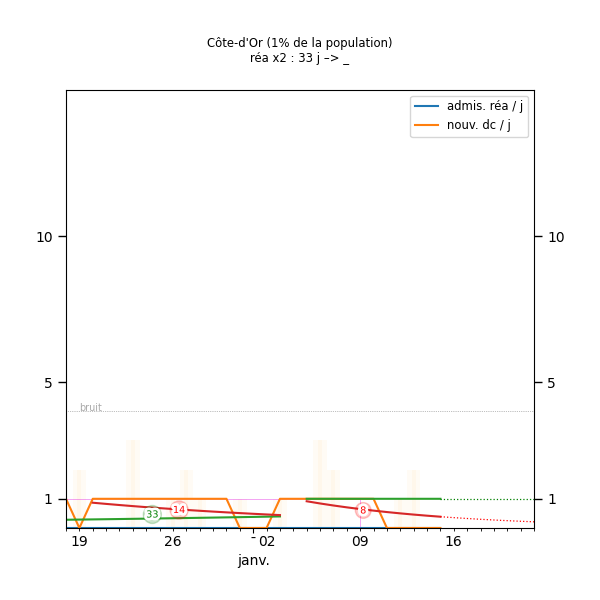 Côte-d'Or (1% de la population)
réa x2 : 33 j –> _
admis. réa / j
nouv. dc / j
10 10
5 5
bruit
1 1
33 14 8
19 26 - 02 09 16
janv.